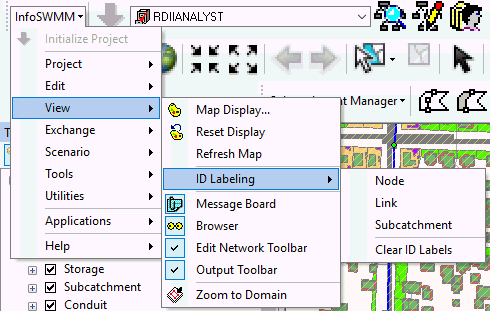 InfoSWMM
RDIIANALYST
Initialize Project
Project
Edit
View
Exchange
Scenario
Tools
Utilities
Applications
Help
Map Display...
Reset Display
Refresh Map
ID Labeling
Message Board
Browser
Edit Network Toolbar
Output Toolbar
Zoom to Domain
Node
Link
Subcatchment
Clear ID Labels
Manager
Storage
Subcatchment
Conduit